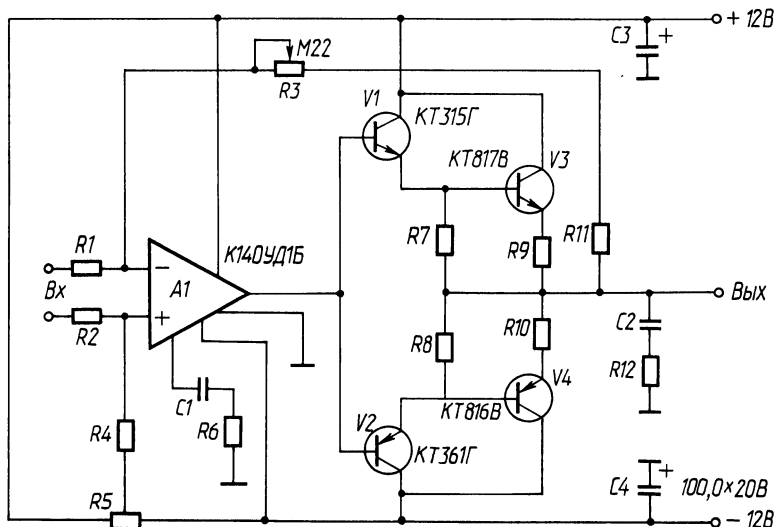 + 12В
C3
+
M22
R3
V1
КТ315Г
КТ817В
V3
R7
R9
R11
R1
К140УД1Б
Вх
A1
−
+
R2
Вых
C2
R8
R10
R12
C1
R6
R4
V2
КТ816В
V4
КТ361Г
R5
C4
+
100,0×20В
− 12В